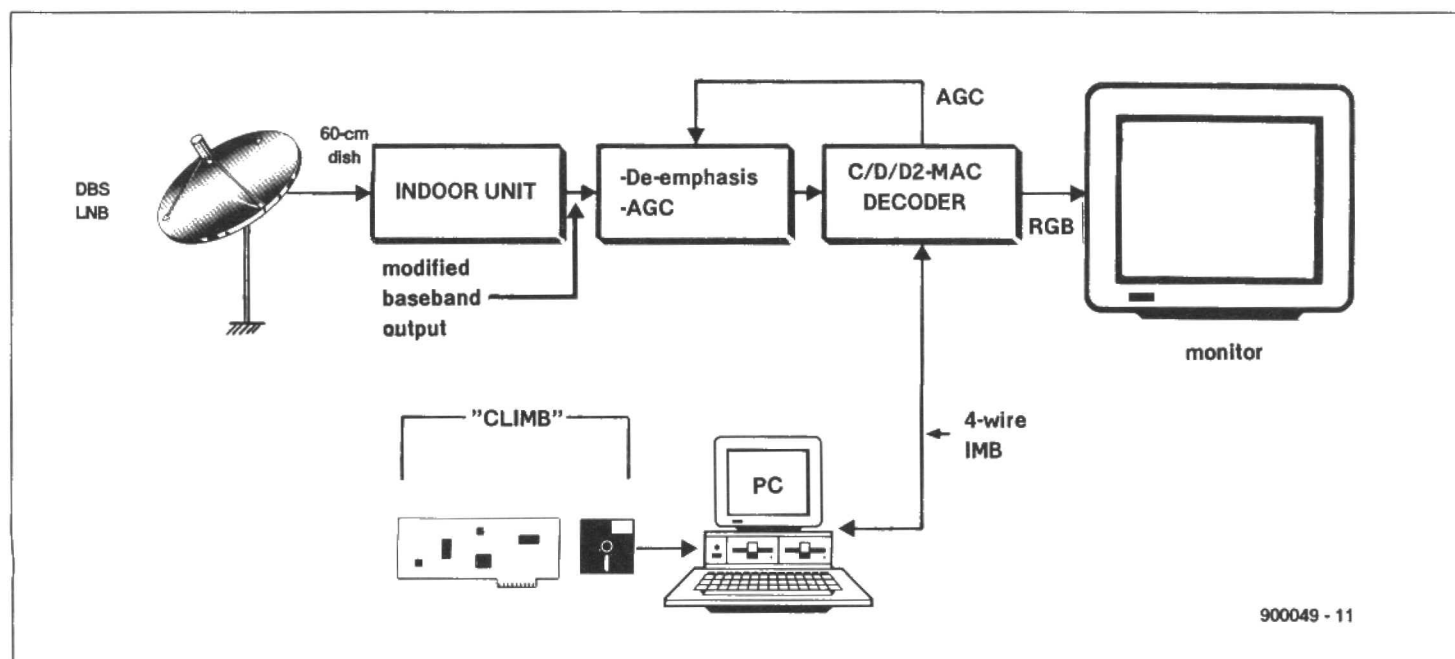 DBS
LNB
60-cm
dish
INDOOR UNIT
modified
baseband
output
-De-emphasis
-AGC
AGC
C/D/D2-MAC
DECODER
RGB
monitor
4-wire
IMB
"CLIMB"
PC
900049 - 11